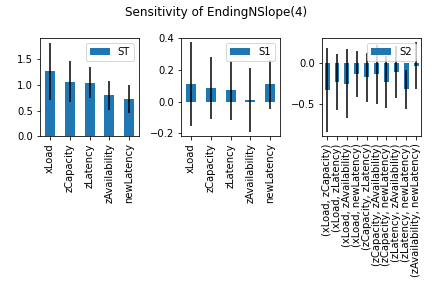 Sensitivity of EndingNSlope(4)
ST
1.5
1.0
0.5
0.0
xLoad
zCapacity
zLatency
zAvailability
newLatency
S1
0.4
0.2
0.0
−0.2
xLoad
zCapacity
zLatency
zAvailability
newLatency
S2
0.0
−0.5
(xLoad, zCapacity)
(xLoad, zLatency)
(xLoad, zAvailability)
(xLoad, newLatency)
(zCapacity, zLatency)
(zCapacity, zAvailability)
(zCapacity, newLatency)
(zLatency, zAvailability)
(zLatency, newLatency)
(zAvailability, newLatency)